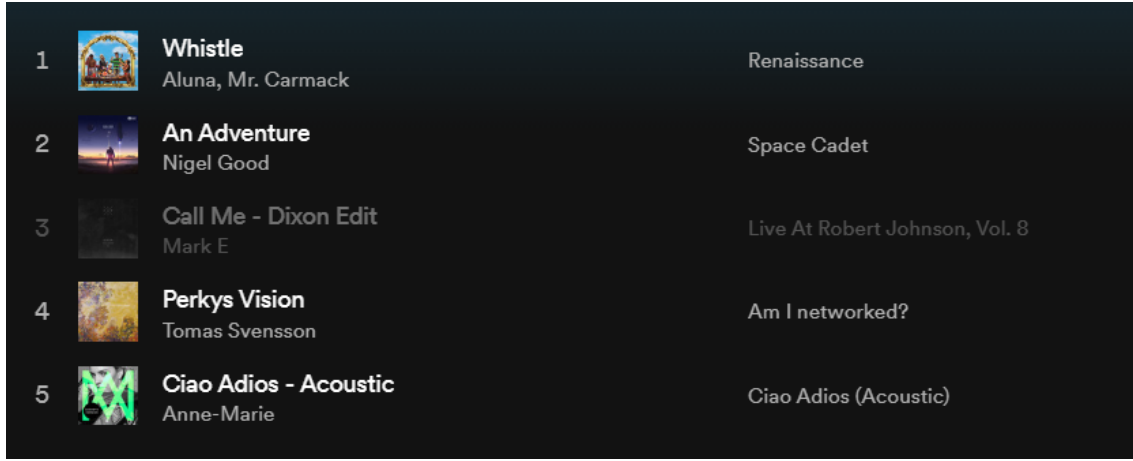 1
Whistle
Aluna, Mr. Carmack
Renaissance
2
An Adventure
Nigel Good
Space Cadet
3
Call Me - Dixon Edit
Mark E
Live At Robert Johnson, Vol. 8
4
Perkys Vision
Tomas Svensson
Am I networked?
5
Ciao Adios - Acoustic
Anne-Marie
Ciao Adios (Acoustic)